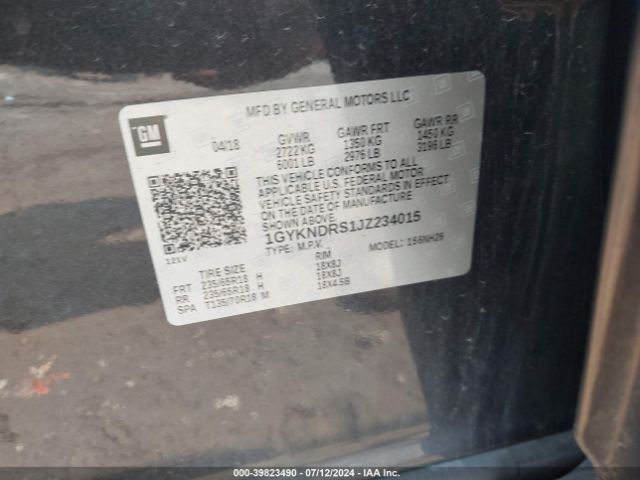 MFD BY GENERAL MOTORS LLC
GM
04/18 GVWR GAWR FRT GAWR RR
2722 KG 1350 KG 1450 KG
6001 LB 2976 LB 3196 LB
THIS VEHICLE CONFORMS TO ALL
APPLICABLE U.S. FEDERAL MOTOR
VEHICLE SAFETY STANDARDS IN EFFECT
ON THE DATE OF MANUFACTURE
SHOWN ABOVE.
1GYKNDRS1JZ234015
TYPE: M.P.V. MODEL: 1SSNH26
121V
TIRE SIZE RIM
FRT 235/65R18 H 18X8J
RR 235/65R18 H 18X8J
SPA T135/70R18 M 18X4.5B
000-39823490 - 07/12/2024 - IAA Inc.